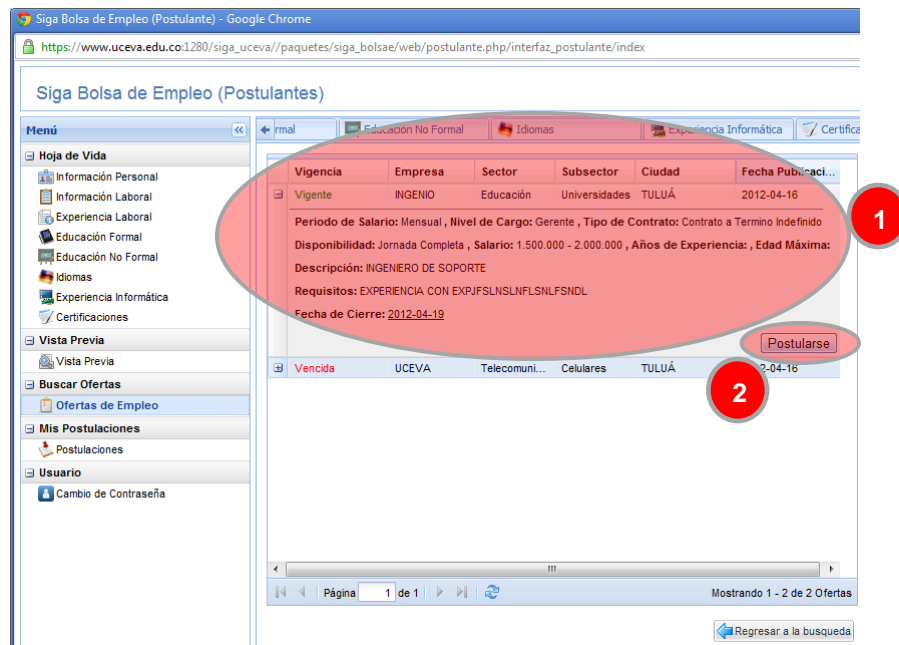 Siga Bolsa de Empleo (Postulante) - Google Chrome
https://www.uceva.edu.co:1280/siga_uceva//paquetes/siga_bolsae/web/postulante.php/interfaz_postulante/index
Siga Bolsa de Empleo (Postulantes)
Menú
rmal Educación No Formal Idiomas Experiencia Informática Certifica
Hoja de Vida
Información Personal
Información Laboral
Experiencia Laboral
Educación Formal
Educación No Formal
Idiomas
Experiencia Informática
Certificaciones
Vista Previa
Vista Previa
Buscar Ofertas
Ofertas de Empleo
Mis Postulaciones
Postulaciones
Usuario
Cambio de Contraseña
Vigencia Empresa Sector Subsector Ciudad Fecha Publicaci...
Vigente INGENIO Educación Universidades TULUÁ 2012-04-16
Periodo de Salario: Mensual , Nivel de Cargo: Gerente , Tipo de Contrato: Contrato a Termino Indefinido
Disponibilidad: Jornada Completa , Salario: 1.500.000 - 2.000.000 , Años de Experiencia: , Edad Máxima:
Descripción: INGENIERO DE SOPORTE
Requisitos: EXPERIENCIA CON EXPJFSLNSLNFLSNLFSNDL
Fecha de Cierre: 2012-04-19
1
Postularse
Vencida UCEVA Telecomuni... Celulares TULUÁ 2-04-16
2
Página 1 de 1 Mostrando 1 - 2 de 2 Ofertas
Regresar a la busqueda